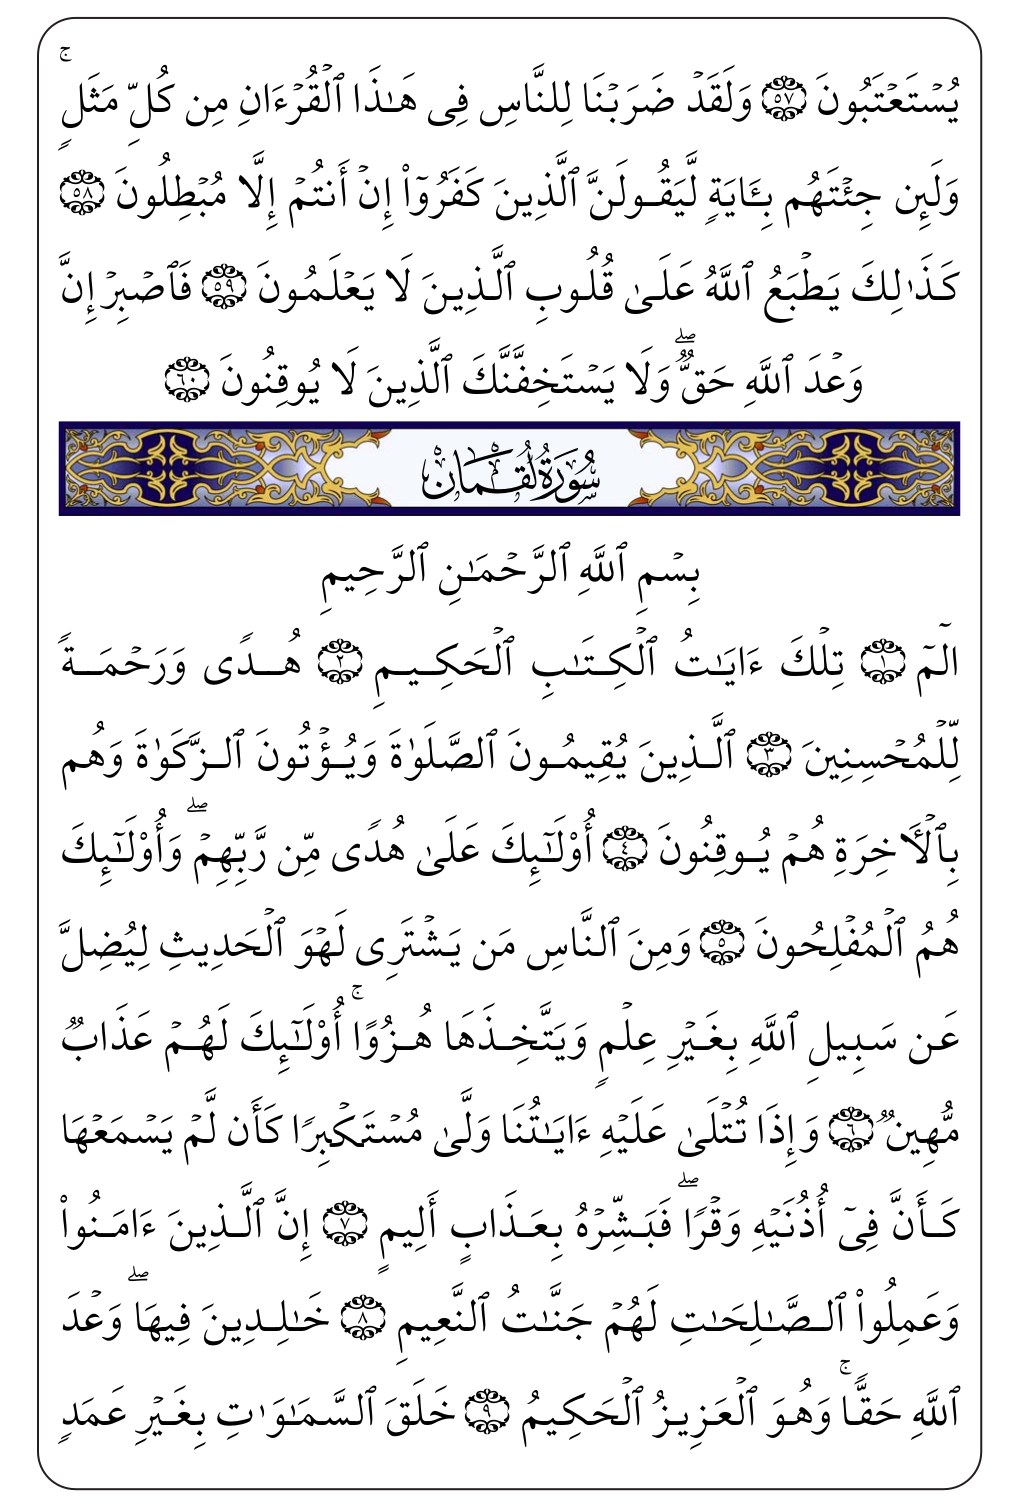 يُسۡتَعۡتَبُونَ ٥٧ وَلَقَدۡ ضَرَبۡنَا لِلنَّاسِ فِى هَـٰذَا ٱلۡقُرۡءَانِ مِن كُلِّ مَثَلٍۚ
وَلَىِٕن جِئۡتَهُم بِـَٔايَةٍ لَّيَقُولَنَّ ٱلَّذِينَ كَفَرُوٓاْ إِنۡ أَنتُمۡ إِلَّا مُبۡطِلُونَ ٥٨
كَذَٰلِكَ يَطۡبَعُ ٱللَّهُ عَلَىٰ قُلُوبِ ٱلَّذِينَ لَا يَعۡلَمُونَ ٥٩ فَٱصۡبِرۡ إِنَّ
وَعۡدَ ٱللَّهِ حَقٌّۖ وَلَا يَسۡتَخِفَّنَّكَ ٱلَّذِينَ لَا يُوقِنُونَ ٦٠
سُورَةُ لُقۡمَانَ
بِسۡمِ ٱللَّهِ ٱلرَّحۡمَـٰنِ ٱلرَّحِيمِ
الٓمٓ ١ تِلۡكَ ءَايَـٰتُ ٱلۡكِتَـٰبِ ٱلۡحَكِيمِ ٢ هُدًى وَرَحۡمَةً
لِّلۡمُحۡسِنِينَ ٣ ٱلَّذِينَ يُقِيمُونَ ٱلصَّلَوٰةَ وَيُؤۡتُونَ ٱلزَّكَوٰةَ وَهُم
بِٱلۡأَخِرَةِ هُمۡ يُوقِنُونَ ٤ أُوْلَـٰٓىِٕكَ عَلَىٰ هُدًى مِّن رَّبِّهِمۡۖ وَأُوْلَـٰٓىِٕكَ
هُمُ ٱلۡمُفۡلِحُونَ ٥ وَمِنَ ٱلنَّاسِ مَن يَشۡتَرِى لَهۡوَ ٱلۡحَدِيثِ لِيُضِلَّ
عَن سَبِيلِ ٱللَّهِ بِغَيۡرِ عِلۡمٍ وَيَتَّخِذَهَا هُزُوًاۚ أُوْلَـٰٓىِٕكَ لَهُمۡ عَذَابٌ
مُّهِينٌ ٦ وَإِذَا تُتۡلَىٰ عَلَيۡهِ ءَايَـٰتُنَا وَلَّىٰ مُسۡتَكۡبِرًا كَأَن لَّمۡ يَسۡمَعۡهَا
كَأَنَّ فِىٓ أُذُنَيۡهِ وَقۡرًاۖ فَبَشِّرۡهُ بِعَذَابٍ أَلِيمٍ ٧ إِنَّ ٱلَّذِينَ ءَامَنُواْ
وَعَمِلُواْ ٱلصَّـٰلِحَـٰتِ لَهُمۡ جَنَّـٰتُ ٱلنَّعِيمِ ٨ خَـٰلِدِينَ فِيهَاۖ وَعۡدَ
ٱللَّهِ حَقًّاۚ وَهُوَ ٱلۡعَزِيزُ ٱلۡحَكِيمُ ٩ خَلَقَ ٱلسَّمَـٰوَٰتِ بِغَيۡرِ عَمَدٍ